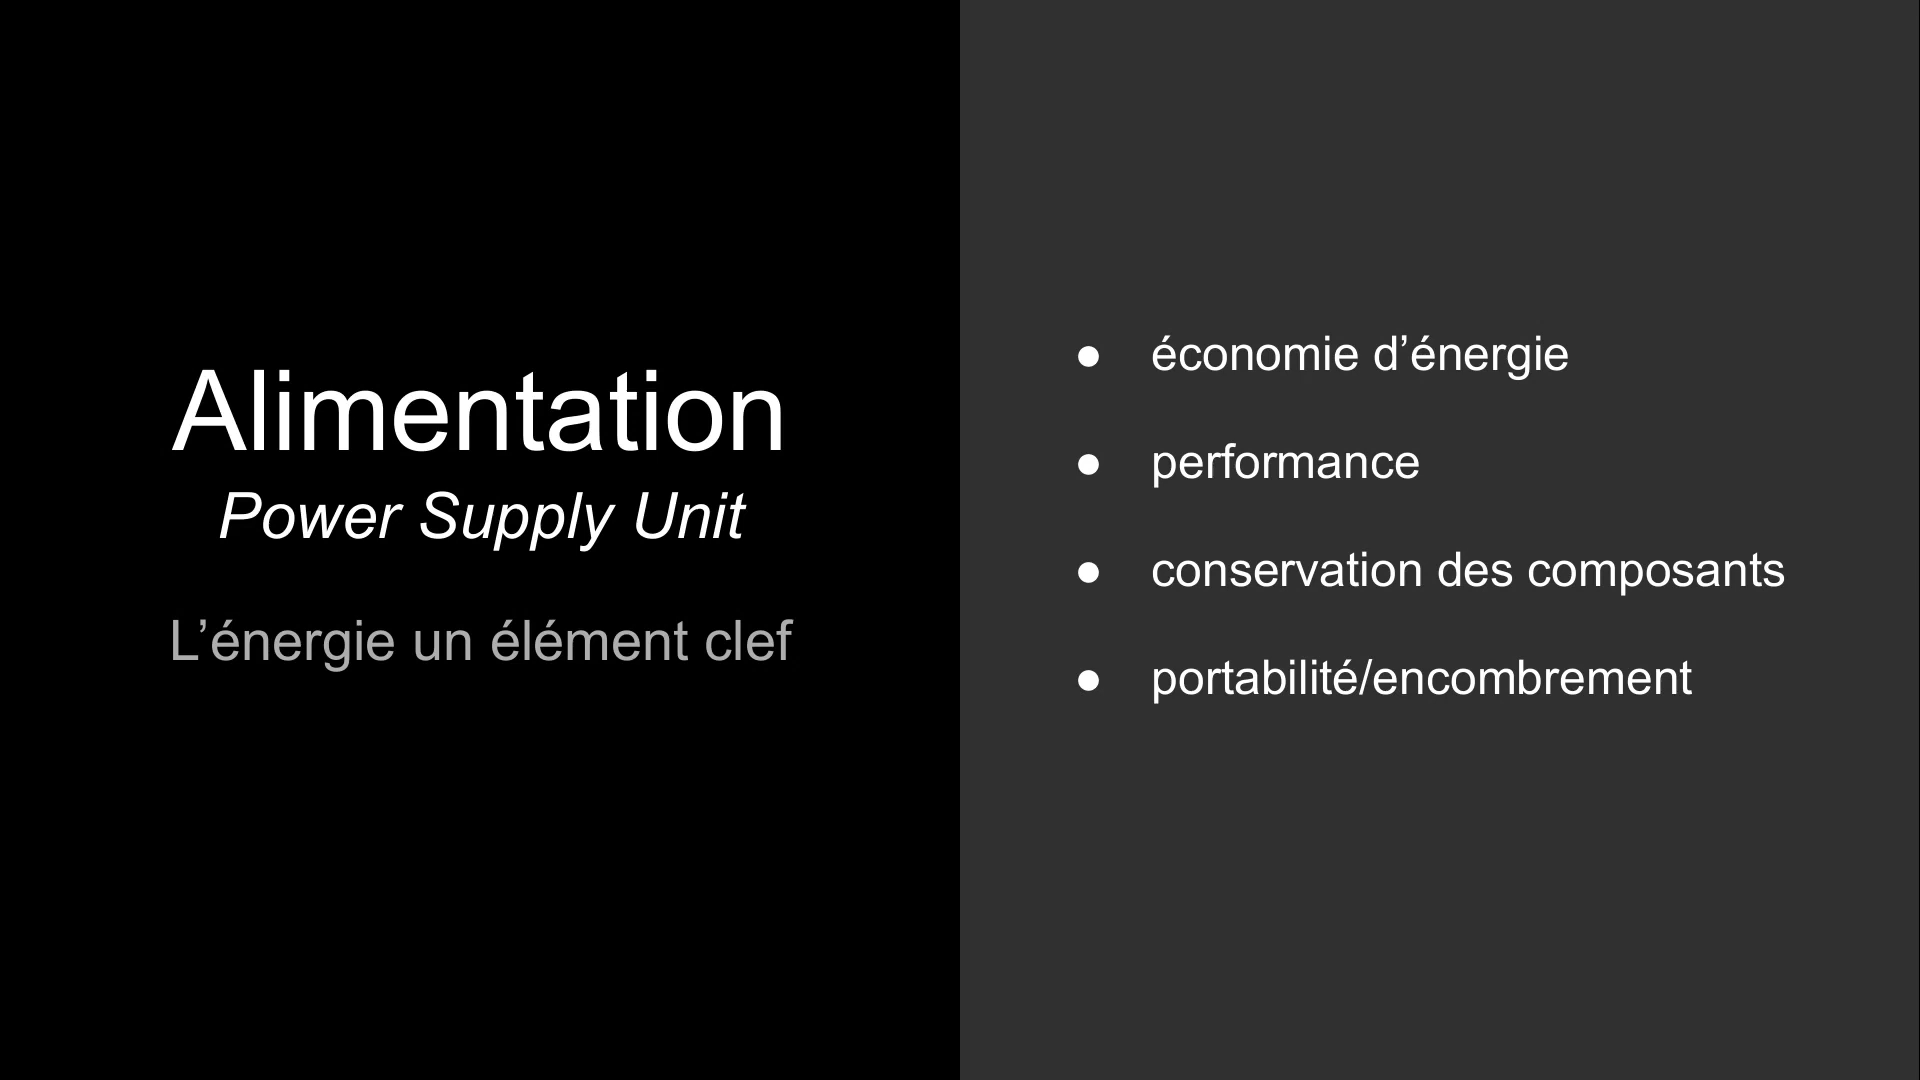 Alimentation
Power Supply Unit
L’énergie un élément clef
● économie d’énergie
● performance
● conservation des composants
● portabilité/encombrement